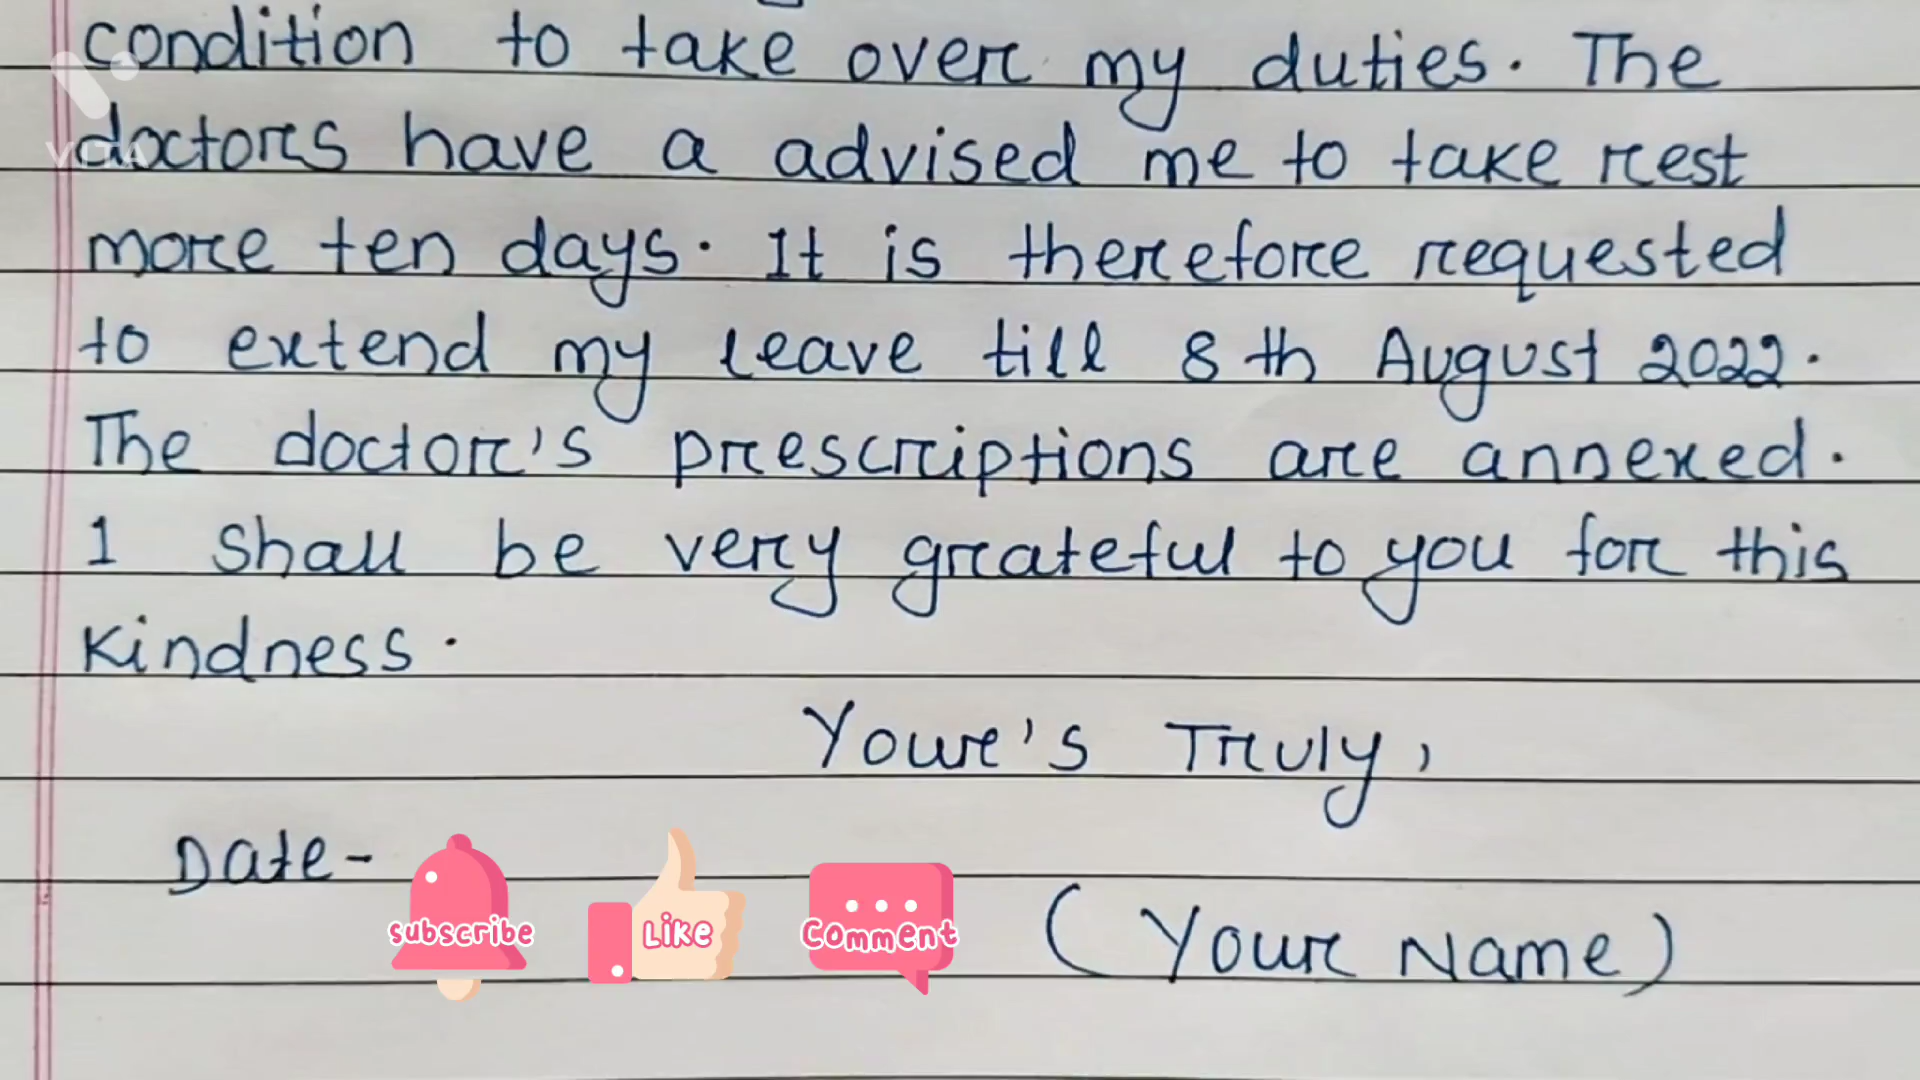 condition to take over my duties. The
VITA
doctors have a advised me to take rest
more ten days. It is therefore requested
to extend my leave till 8th August 2022.
The doctor's prescriptions are annexed.
I shall be very grateful to you for this
kindness.
Your's Truly,
Date-
subscribe
Like
Comment
(Your Name)